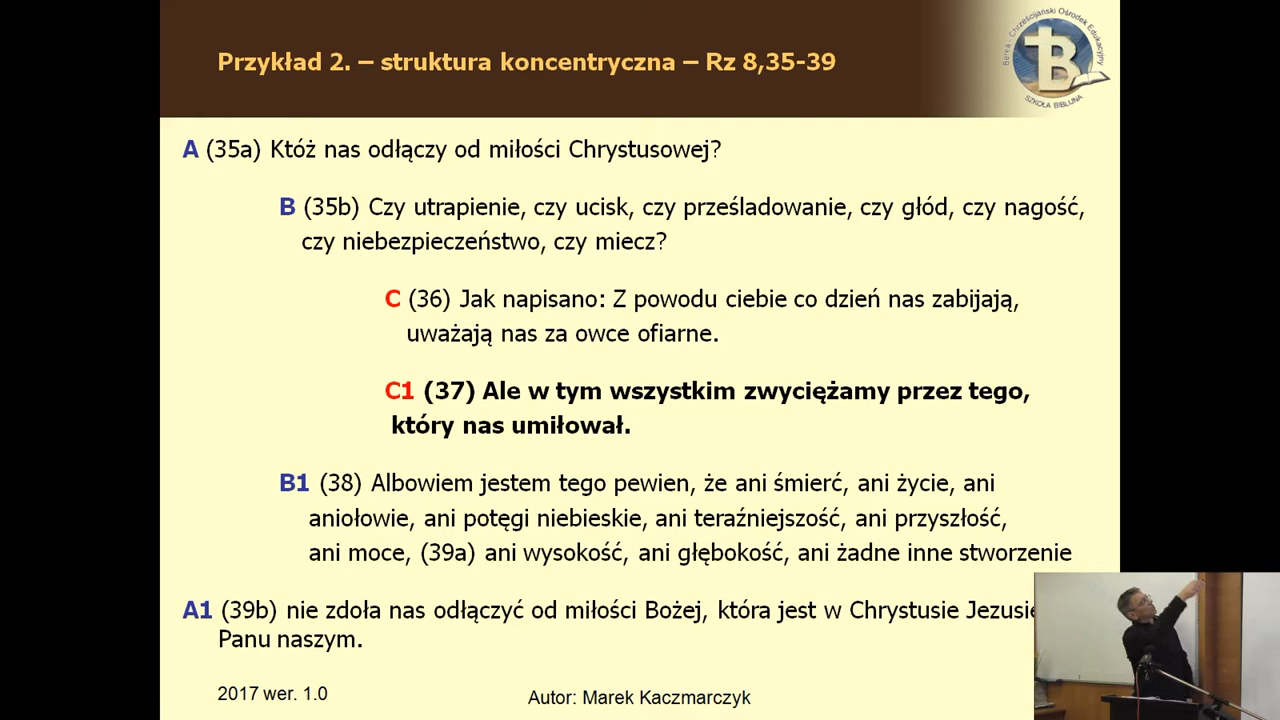 Przykład 2. – struktura koncentryczna – Rz 8,35-39
Berea - Chrześcijański Ośrodek Edukacyjny
B
SZKOŁA BIBLIJNA
A (35a) Któż nas odłączy od miłości Chrystusowej?
B (35b) Czy utrapienie, czy ucisk, czy prześladowanie, czy głód, czy nagość,
czy niebezpieczeństwo, czy miecz?
C (36) Jak napisano: Z powodu ciebie co dzień nas zabijają,
uważają nas za owce ofiarne.
C1 (37) Ale w tym wszystkim zwyciężamy przez tego,
który nas umiłował.
B1 (38) Albowiem jestem tego pewien, że ani śmierć, ani życie, ani
aniołowie, ani potęgi niebieskie, ani teraźniejszość, ani przyszłość,
ani moce, (39a) ani wysokość, ani głębokość, ani żadne inne stworzenie
A1 (39b) nie zdoła nas odłączyć od miłości Bożej, która jest w Chrystusie Jezusie
Panu naszym.
2017 wer. 1.0
Autor: Marek Kaczmarczyk